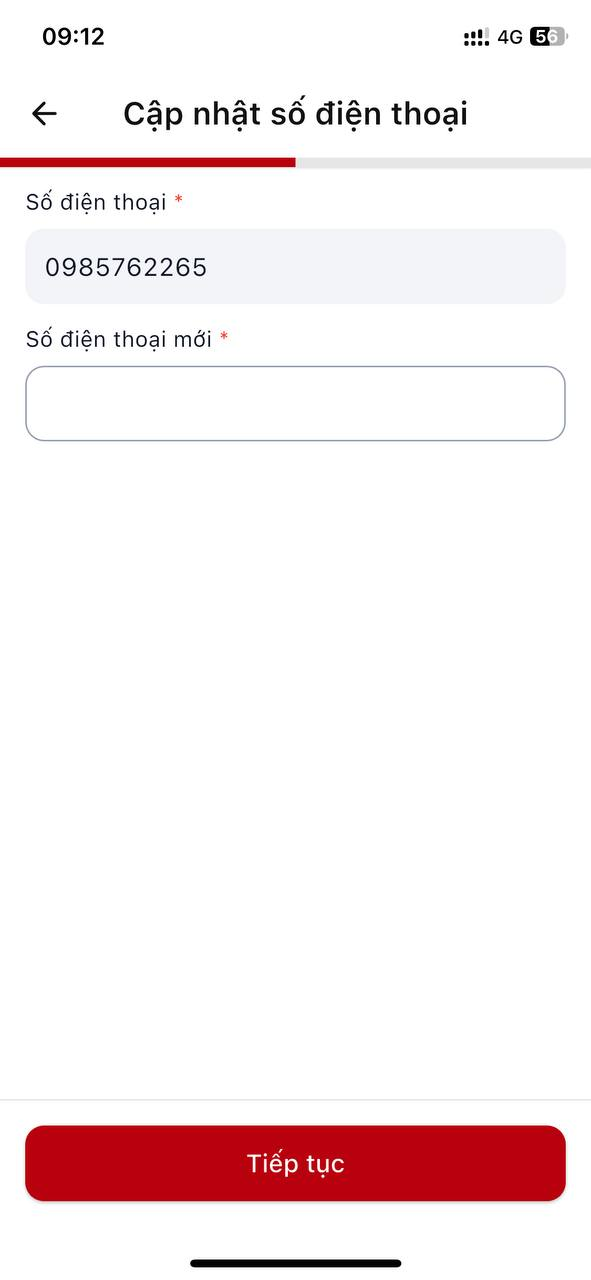 09:12
4G 56
Cập nhật số điện thoại
Số điện thoại *
0985762265
Số điện thoại mới *
Tiếp tục